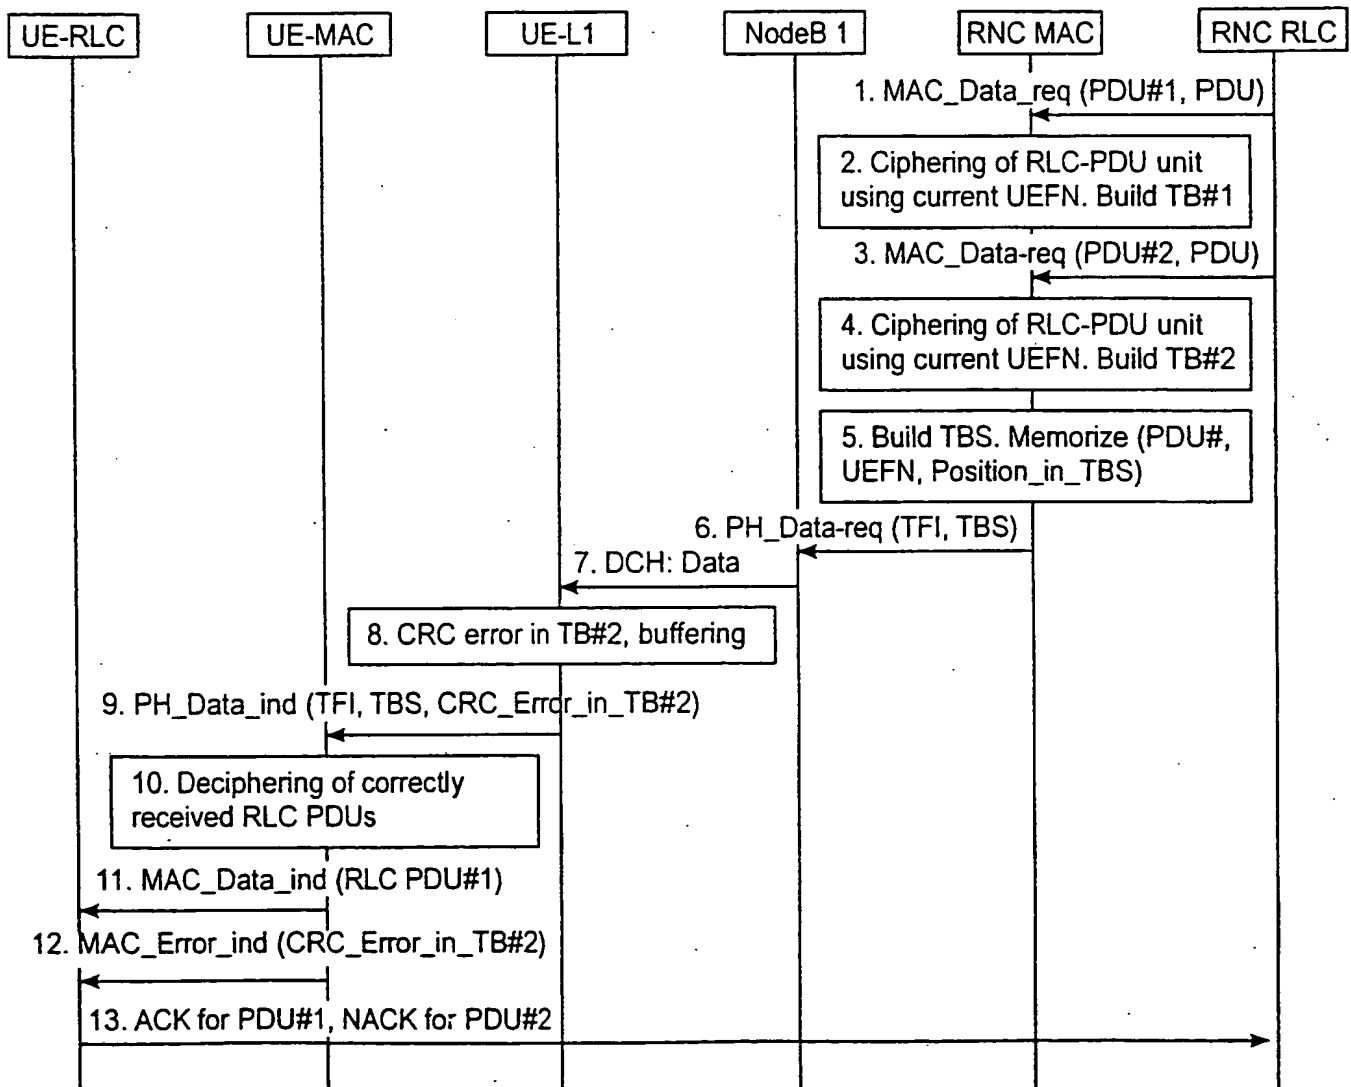 UE-RLC
UE-MAC
UE-L1
NodeB 1
RNC MAC
RNC RLC
1. MAC_Data_req (PDU#1, PDU)
2. Ciphering of RLC-PDU unit
using current UEFN. Build TB#1
3. MAC_Data-req (PDU#2, PDU)
4. Ciphering of RLC-PDU unit
using current UEFN. Build TB#2
5. Build TBS. Memorize (PDU#,
UEFN, Position_in_TBS)
6. PH_Data-req (TFI, TBS)
7. DCH: Data
8. CRC error in TB#2, buffering
9. PH_Data_ind (TFI, TBS, CRC_Error_in_TB#2)
10. Deciphering of correctly
received RLC PDUs
11. MAC_Data_ind (RLC PDU#1)
12. MAC_Error_ind (CRC_Error_in_TB#2)
13. ACK for PDU#1, NACK for PDU#2